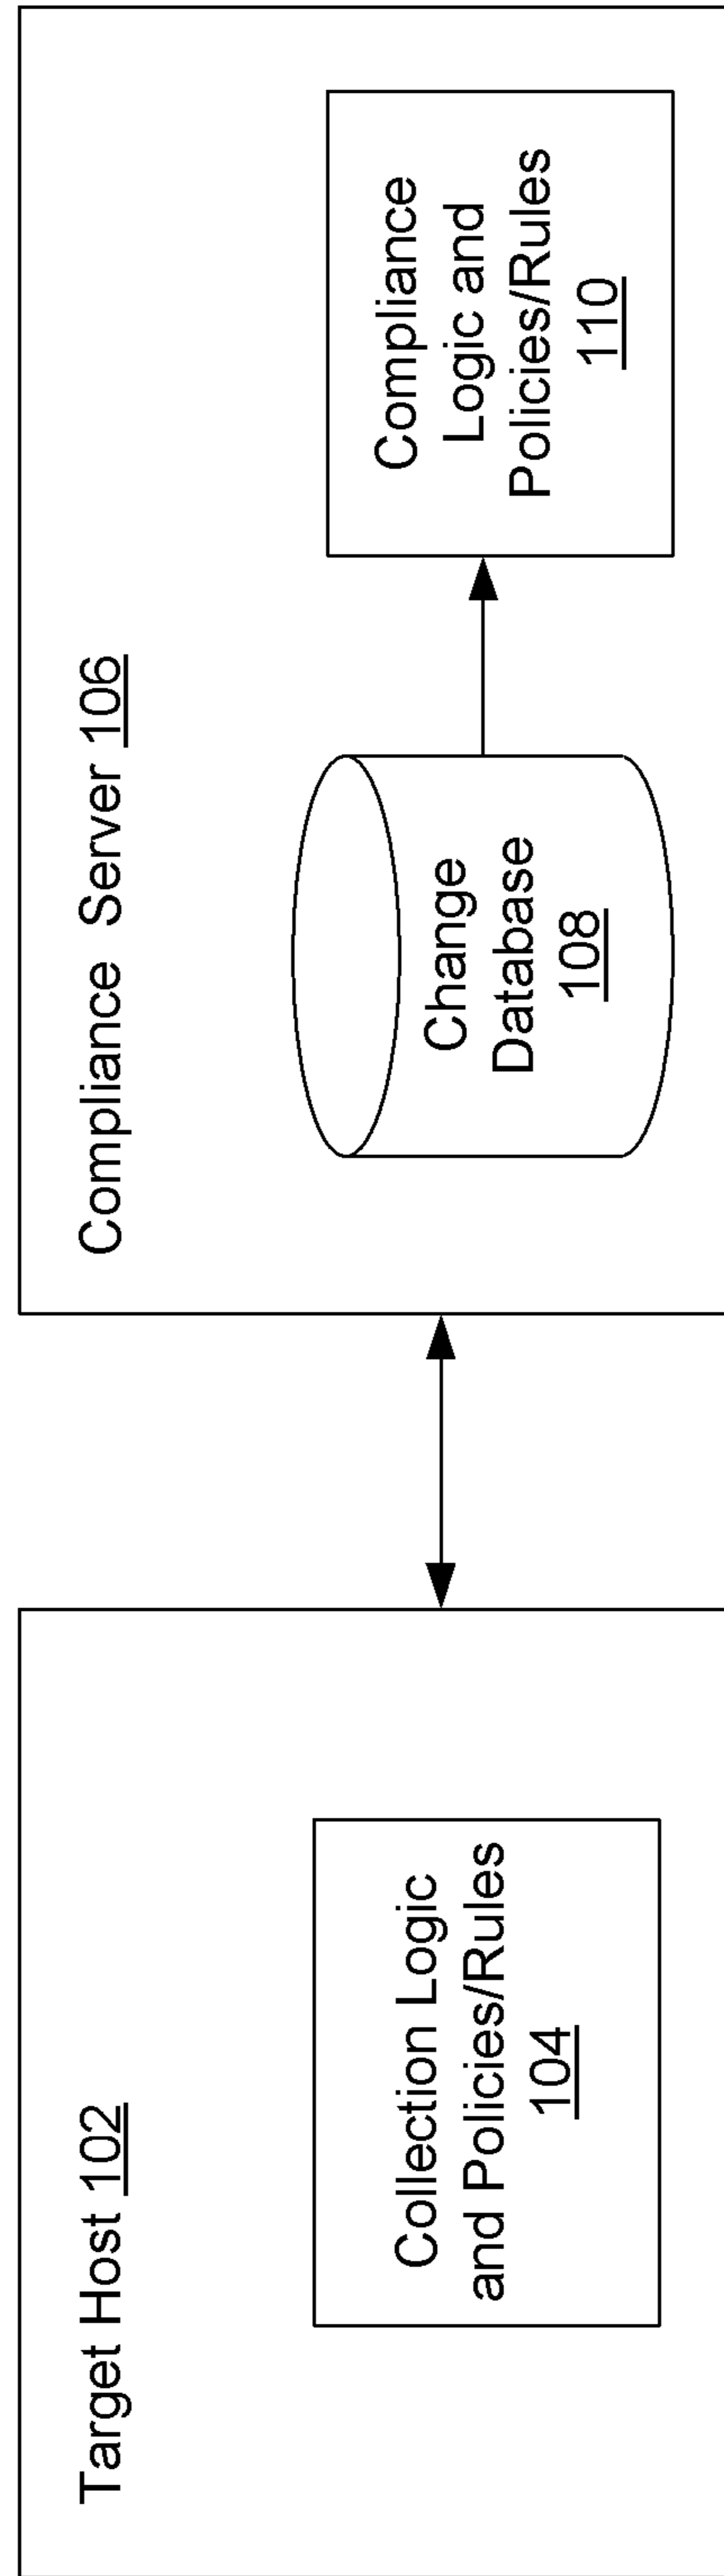 Target Host 102
Collection Logic
and Policies/Rules
104
Compliance Server 106
Change
Database
108
Compliance
Logic and
Policies/Rules
110